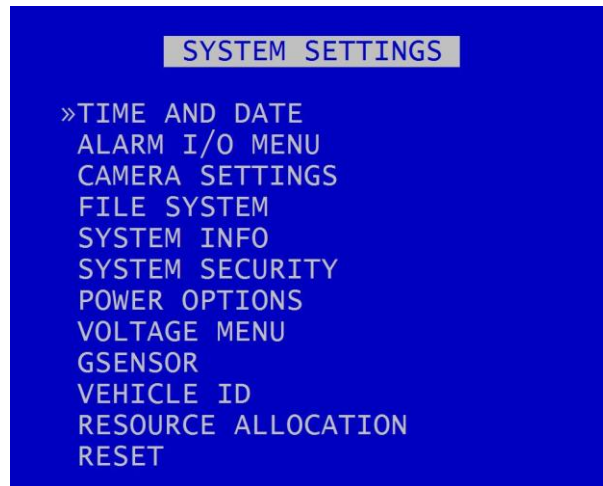 SYSTEM SETTINGS
»TIME AND DATE
ALARM I/O MENU
CAMERA SETTINGS
FILE SYSTEM
SYSTEM INFO
SYSTEM SECURITY
POWER OPTIONS
VOLTAGE MENU
GSENSOR
VEHICLE ID
RESOURCE ALLOCATION
RESET